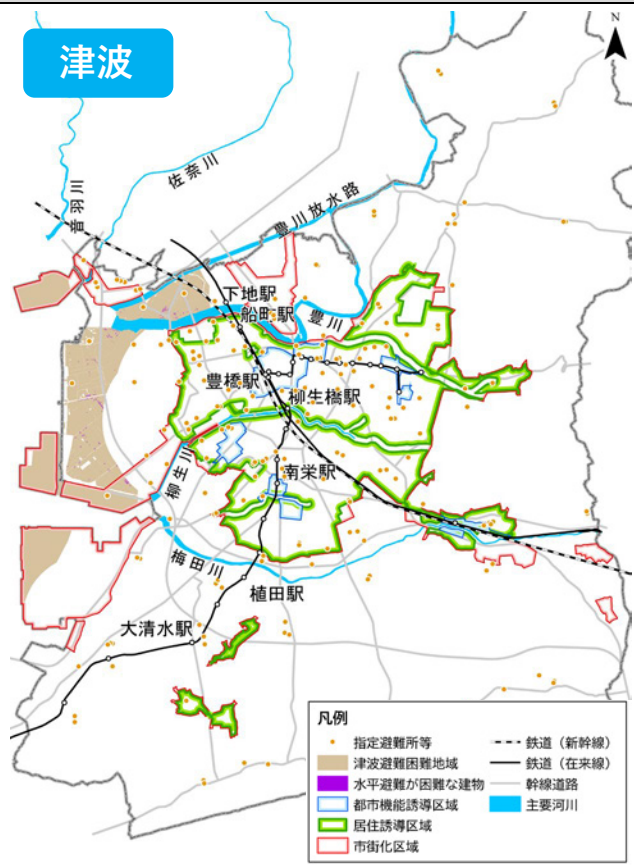 津波
N
音羽川
佐奈川
豊川放水路
下地駅
船町駅
豊川
豊橋駅
柳生橋駅
南栄駅
柳生川
梅田川
植田駅
大清水駅
凡例
指定避難所等
津波避難困難地域
水平避難が困難な建物
都市機能誘導区域
居住誘導区域
市街化区域
鉄道（新幹線）
鉄道（在来線）
幹線道路
主要河川